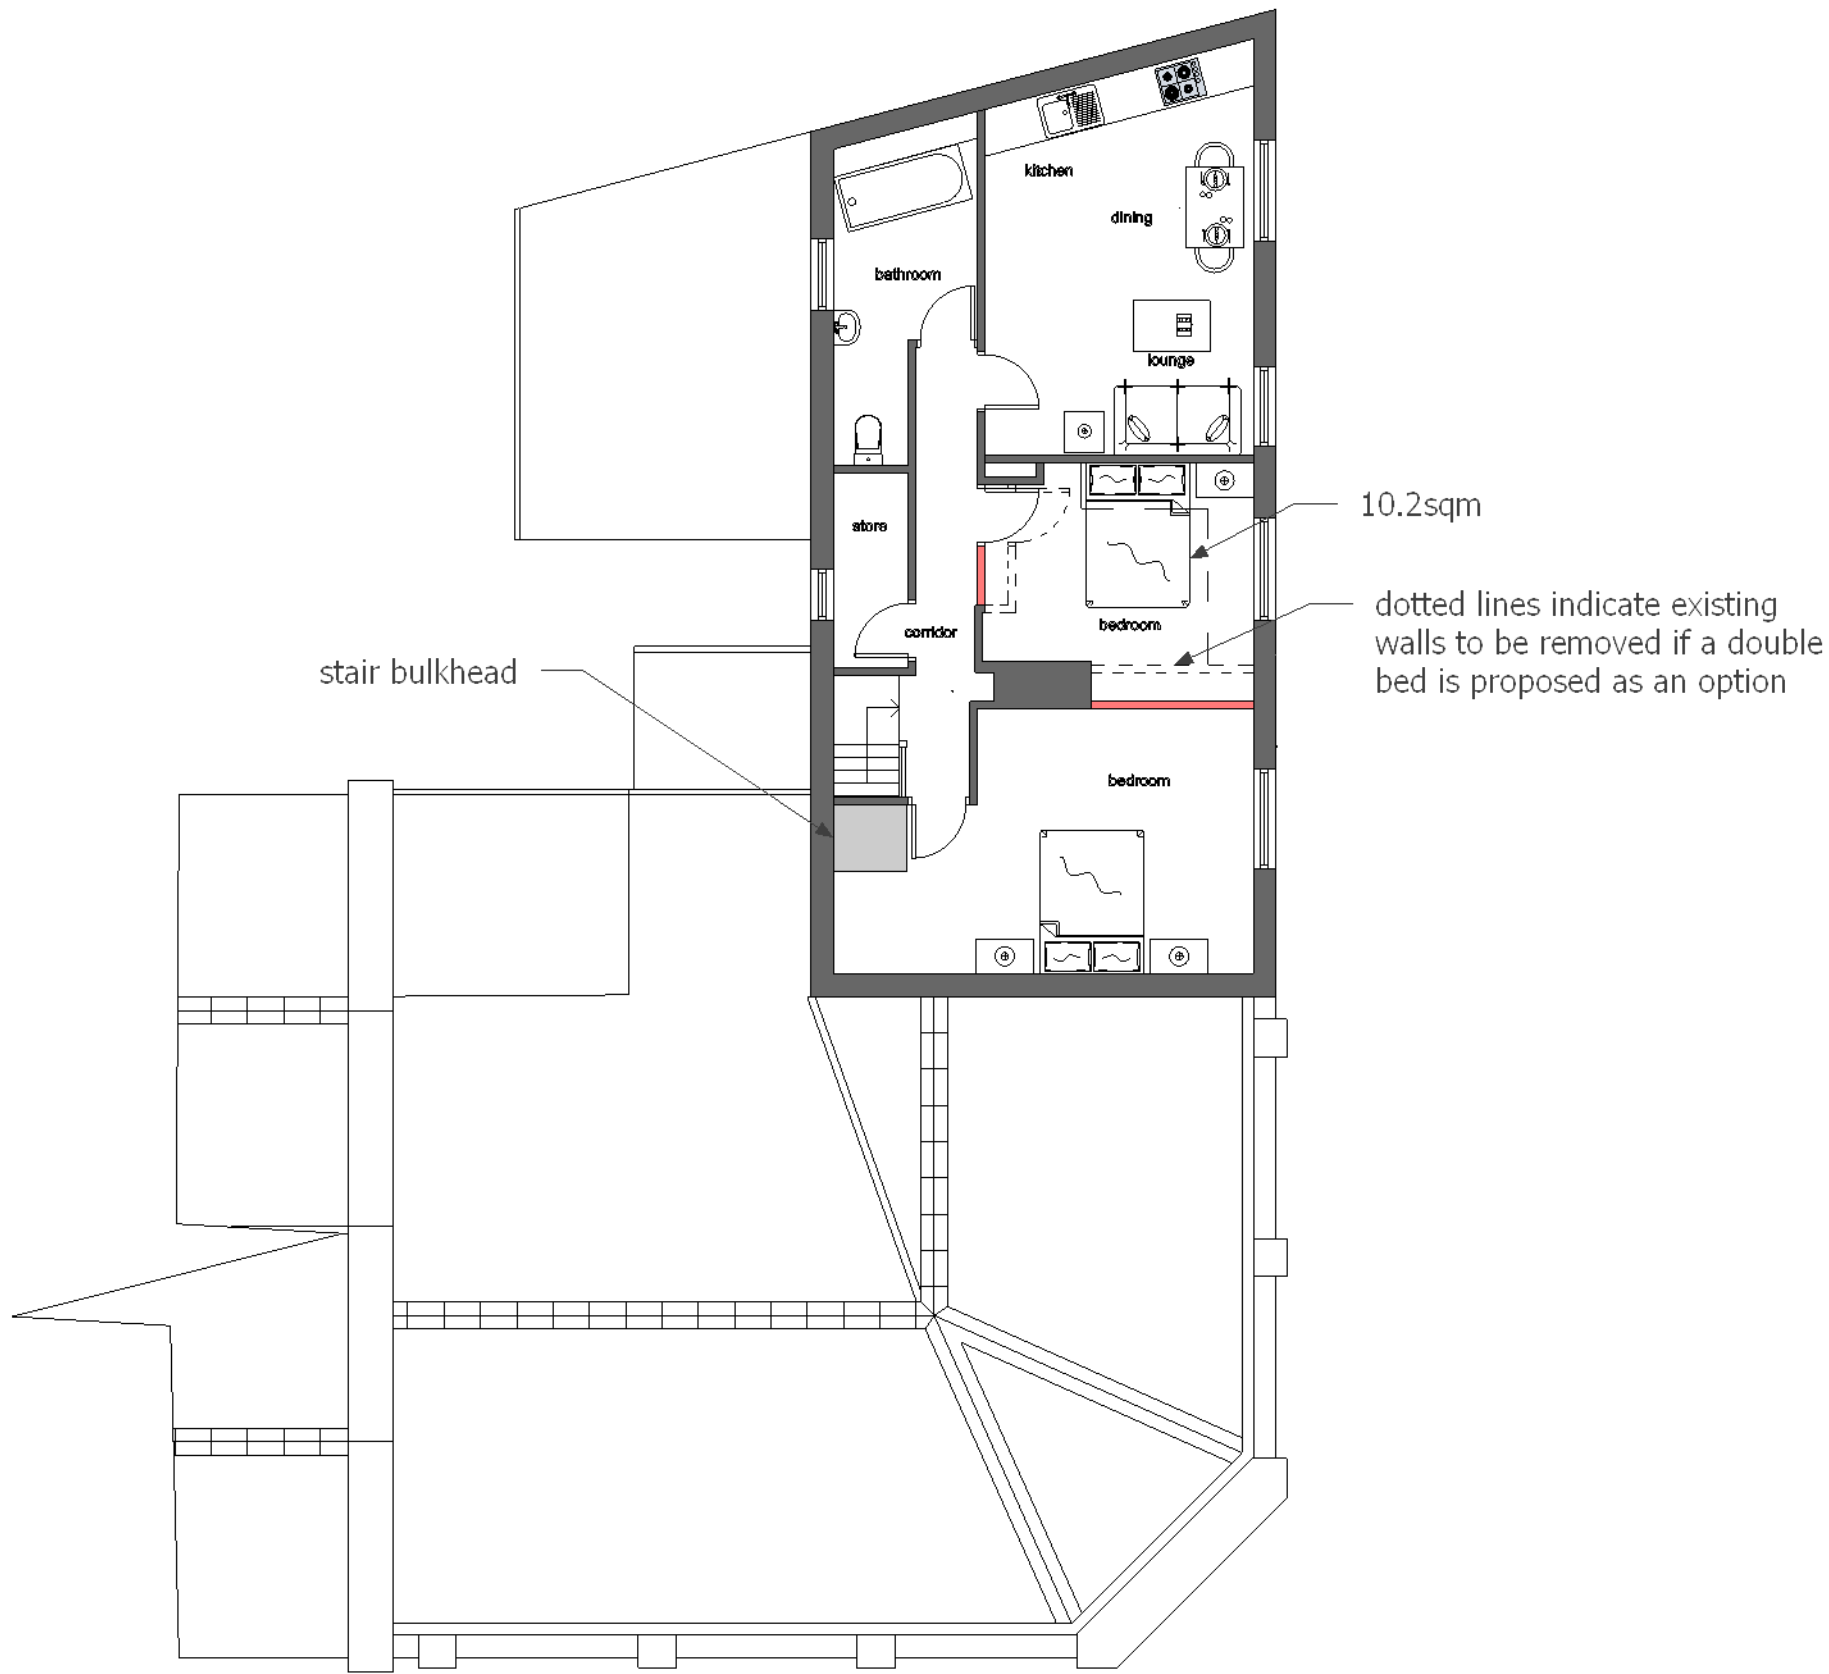 kitchen
dining
bathroom
lounge
10.2sqm
store
dotted lines indicate existing
walls to be removed if a double
bed is proposed as an option
bedroom
corridor
stair bulkhead
bedroom